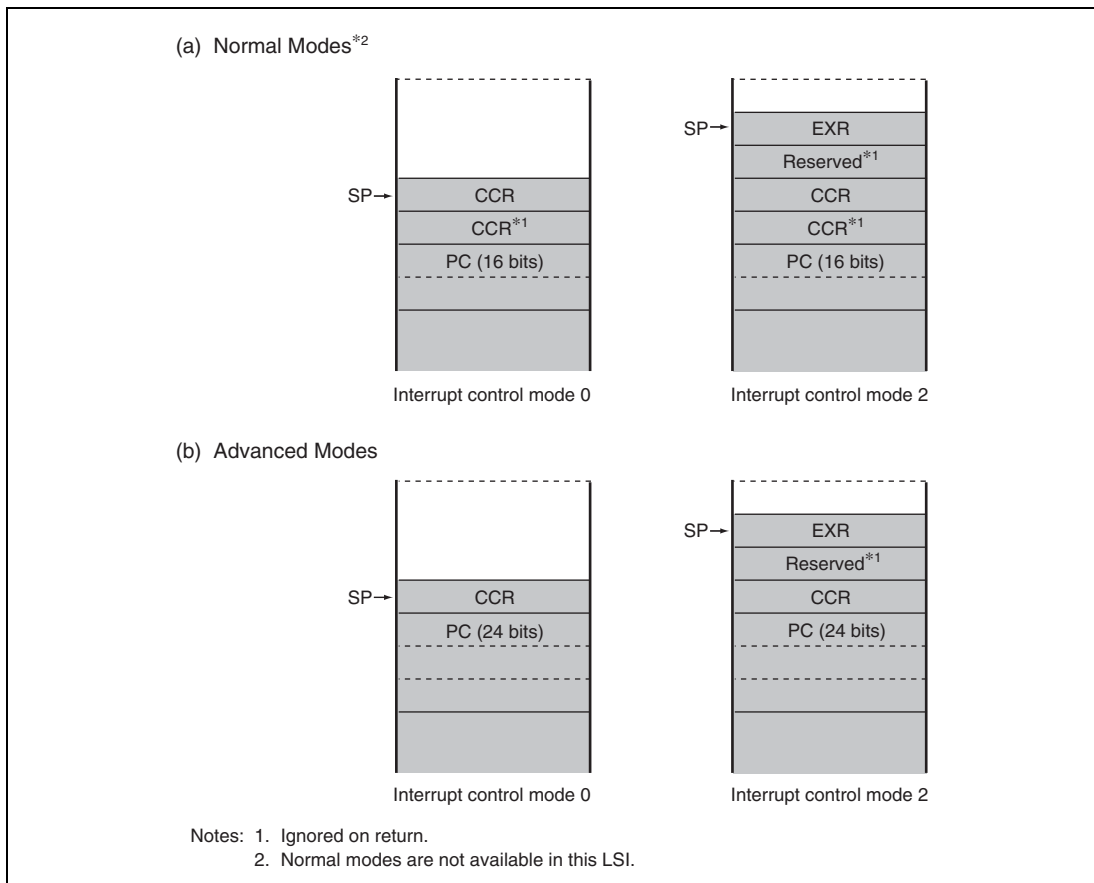 (a) Normal Modes*2
SP
CCR
CCR*1
PC (16 bits)
Interrupt control mode 0
SP
EXR
Reserved*1
CCR
CCR*1
PC (16 bits)
Interrupt control mode 2
(b) Advanced Modes
SP
CCR
PC (24 bits)
Interrupt control mode 0
SP
EXR
Reserved*1
CCR
PC (24 bits)
Interrupt control mode 2
Notes: 1. Ignored on return.
2. Normal modes are not available in this LSI.